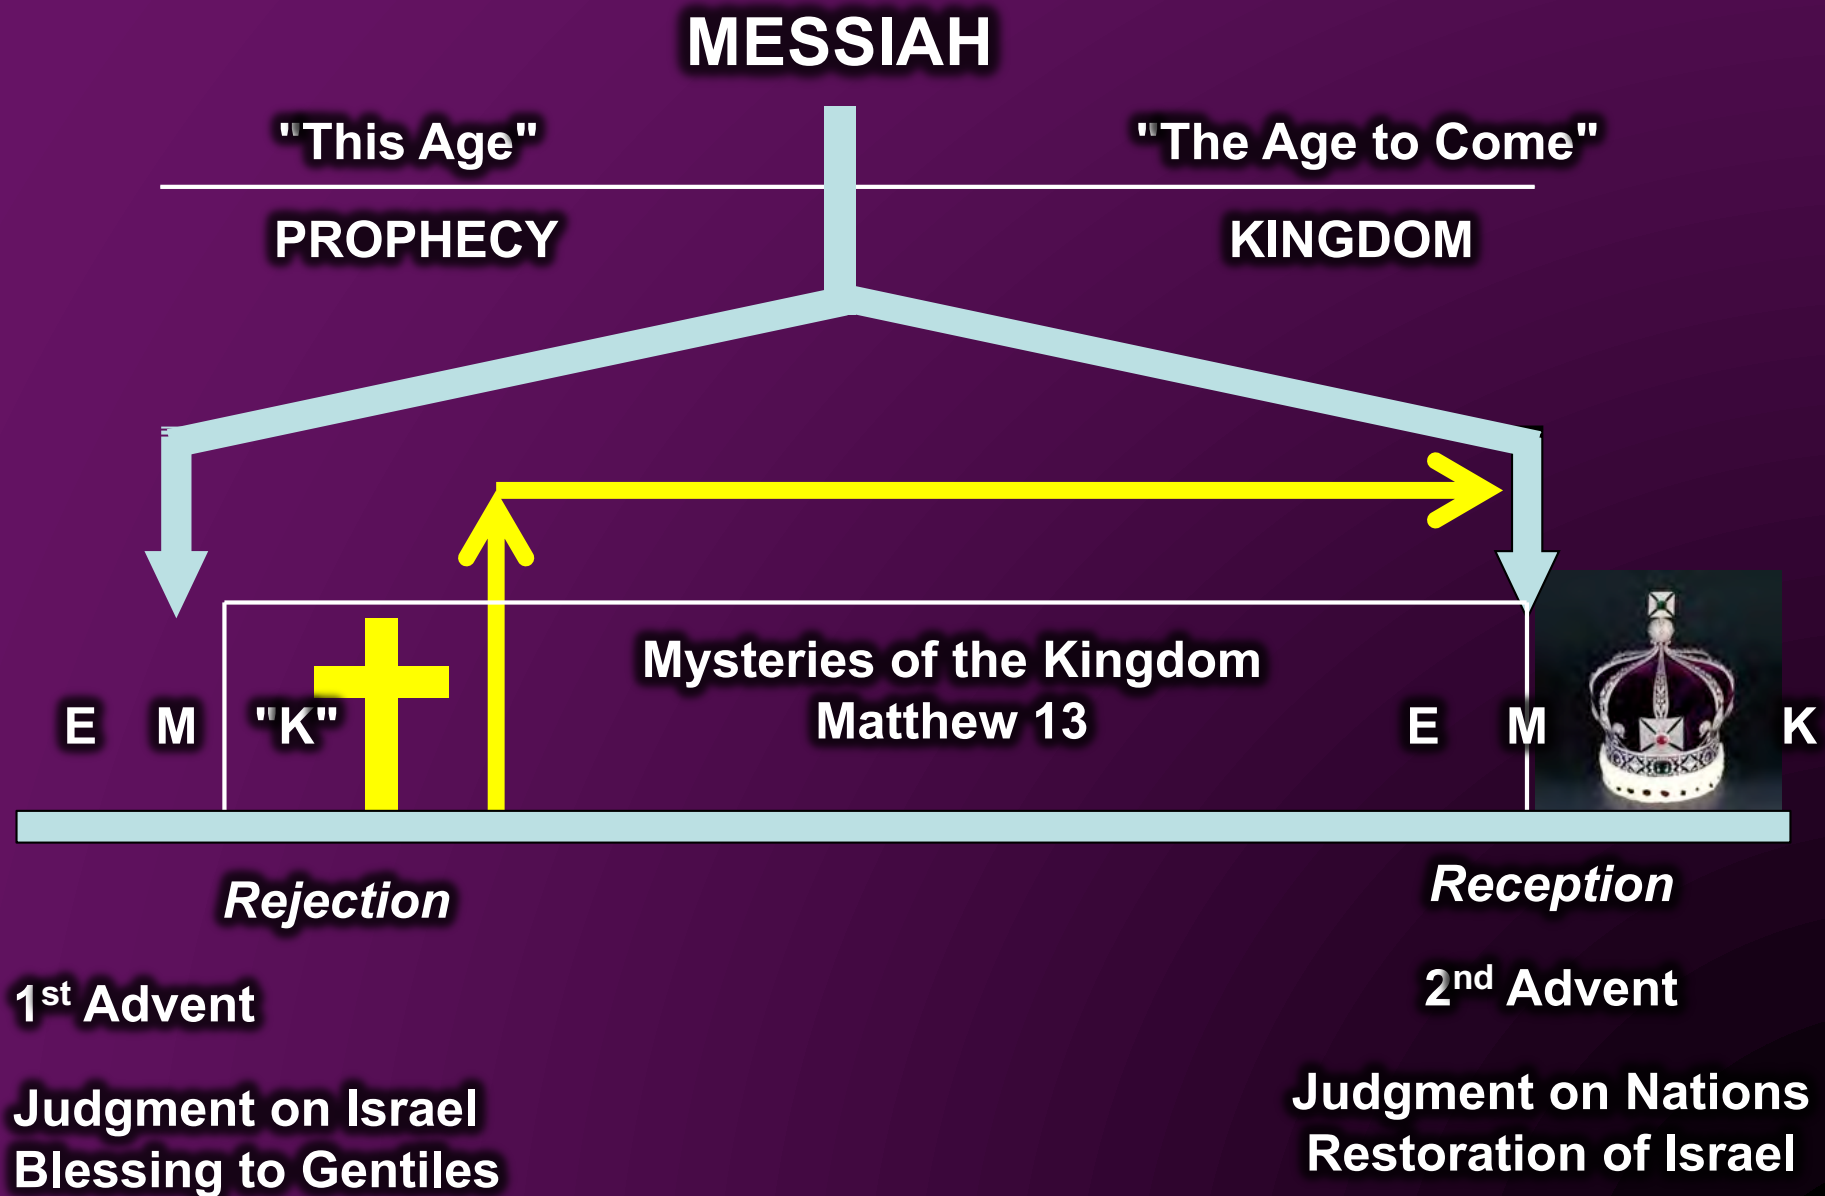 MESSIAH
"This Age"
"The Age to Come"
PROPHECY
KINGDOM
Mysteries of the Kingdom
Matthew 13
E M "K"
E M K
Rejection
Reception
1st Advent
2nd Advent
Judgment on Israel
Blessing to Gentiles
Judgment on Nations
Restoration of Israel